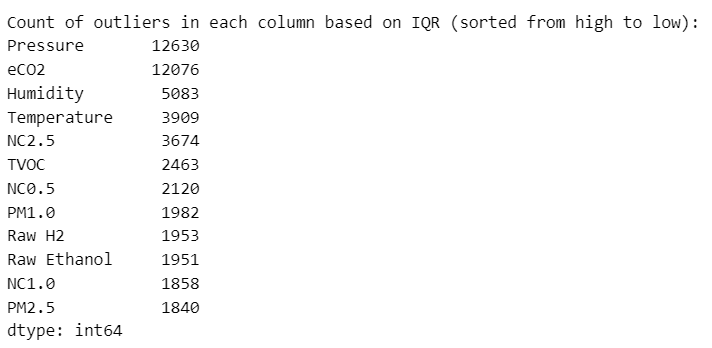 Count of outliers in each column based on IQR (sorted from high to low):
Pressure 12630
eCO2 12076
Humidity 5083
Temperature 3909
NC2.5 3674
TVOC 2463
NC0.5 2120
PM1.0 1982
Raw H2 1953
Raw Ethanol 1951
NC1.0 1858
PM2.5 1840
dtype: int64